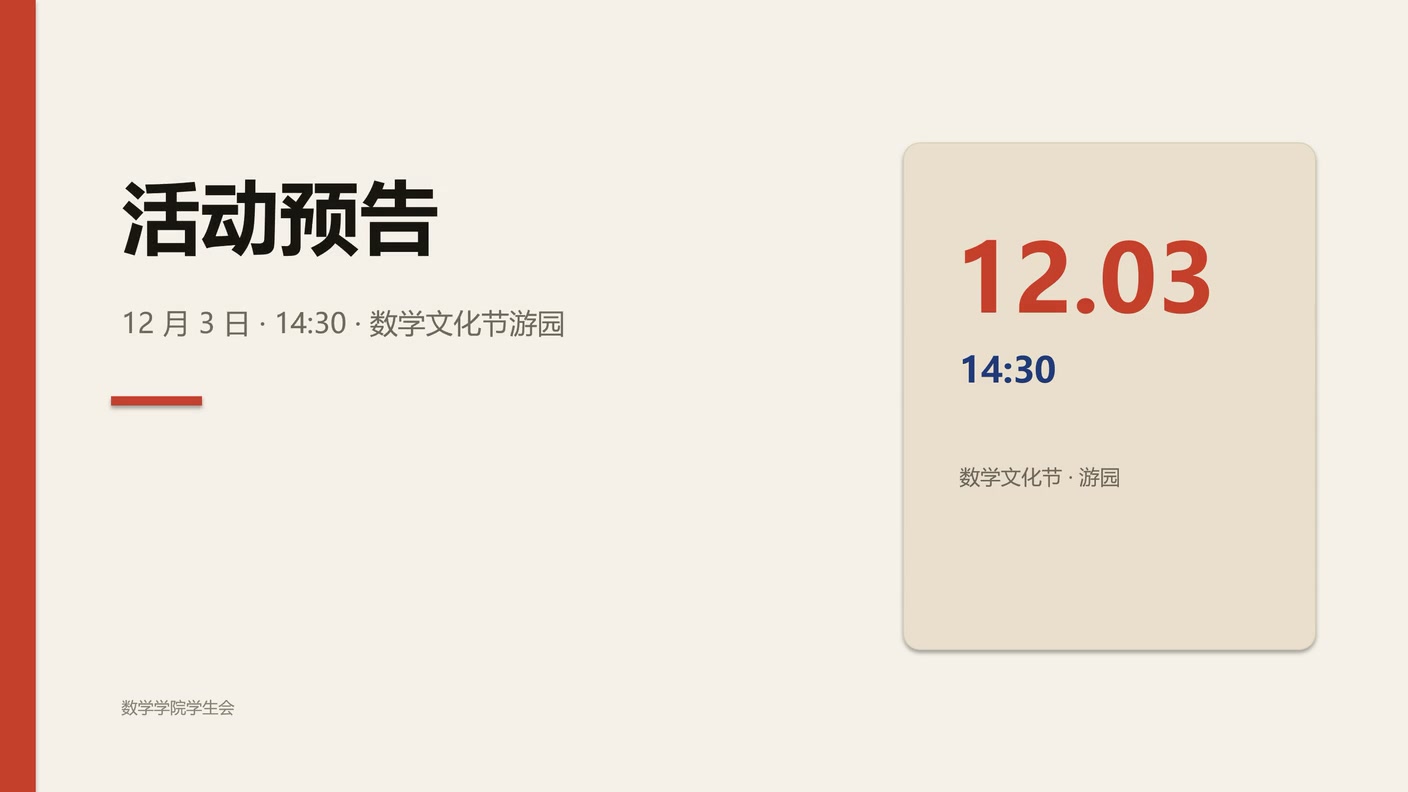 活动预告
12 月 3 日 · 14:30 · 数学文化节游园
12.03
14:30
数学文化节 · 游园
数学学院学生会